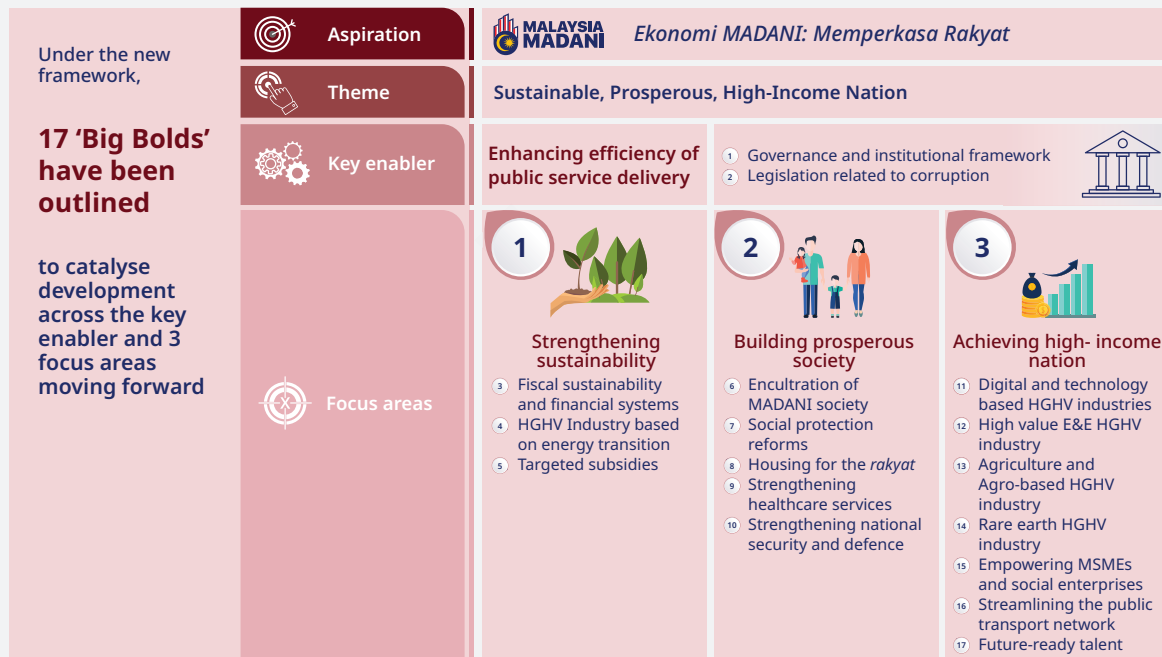 Under the new
framework,
17 ‘Big Bolds’
have been
outlined
to catalyse
development
across the key
enabler and 3
focus areas
moving forward
Aspiration
MALAYSIA
MADANI
Ekonomi MADANI: Memperkasa Rakyat
Theme
Sustainable, Prosperous, High-Income Nation
Key enabler
Enhancing efficiency of
public service delivery
1 Governance and institutional framework
2 Legislation related to corruption
Focus areas
1
Strengthening
sustainability
3 Fiscal sustainability
and financial systems
4 HGHV Industry based
on energy transition
5 Targeted subsidies
2
Building prosperous
society
6 Encultration of
MADANI society
7 Social protection
reforms
8 Housing for the rakyat
9 Strengthening
healthcare services
10 Strengthening national
security and defence
3
Achieving high- income
nation
11 Digital and technology
based HGHV industries
12 High value E&E HGHV
industry
13 Agriculture and
Agro-based HGHV
industry
14 Rare earth HGHV
industry
15 Empowering MSMEs
and social enterprises
16 Streamlining the public
transport network
17 Future-ready talent